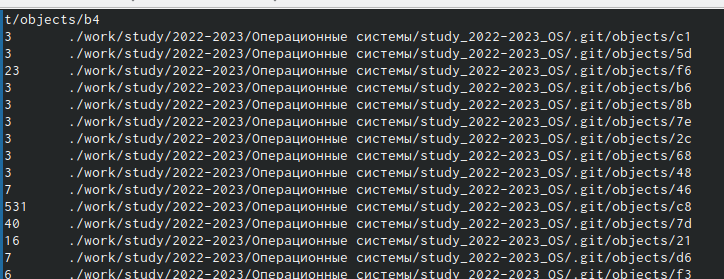 t/objects/b4
3 ./work/study/2022-2023/Операционные системы/study_2022-2023_OS/.git/objects/c1
3 ./work/study/2022-2023/Операционные системы/study_2022-2023_OS/.git/objects/5d
23 ./work/study/2022-2023/Операционные системы/study_2022-2023_OS/.git/objects/f6
3 ./work/study/2022-2023/Операционные системы/study_2022-2023_OS/.git/objects/b6
3 ./work/study/2022-2023/Операционные системы/study_2022-2023_OS/.git/objects/8b
3 ./work/study/2022-2023/Операционные системы/study_2022-2023_OS/.git/objects/7e
3 ./work/study/2022-2023/Операционные системы/study_2022-2023_OS/.git/objects/2c
3 ./work/study/2022-2023/Операционные системы/study_2022-2023_OS/.git/objects/68
3 ./work/study/2022-2023/Операционные системы/study_2022-2023_OS/.git/objects/48
7 ./work/study/2022-2023/Операционные системы/study_2022-2023_OS/.git/objects/46
531 ./work/study/2022-2023/Операционные системы/study_2022-2023_OS/.git/objects/c8
40 ./work/study/2022-2023/Операционные системы/study_2022-2023_OS/.git/objects/7d
16 ./work/study/2022-2023/Операционные системы/study_2022-2023_OS/.git/objects/21
7 ./work/study/2022-2023/Операционные системы/study_2022-2023_OS/.git/objects/d6
6 ./work/study/2022-2023/Операционные системы/study_2022-2023_OS/.git/objects/f3